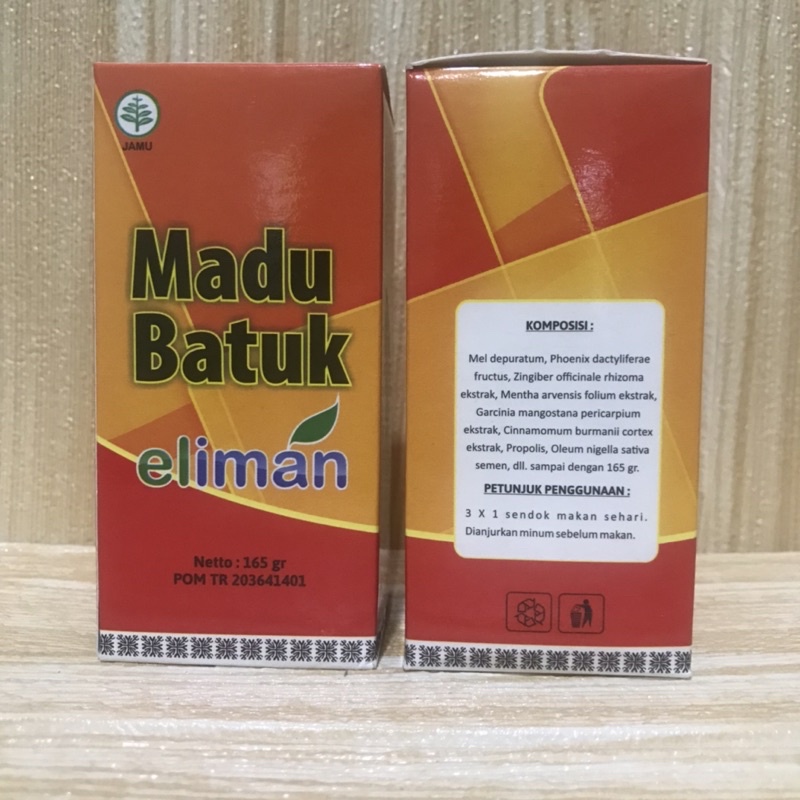 JAMU
Madu
Batuk
eliman
Netto : 165 gr
POM TR 203641401
KOMPOSISI :
Mel depuratum, Phoenix dactyliferae
fructus, Zingiber officinale rhizoma
ekstrak, Mentha arvensis folium ekstrak,
Garcinia mangostana pericarpium
ekstrak, Cinnamomum burmanii cortex
ekstrak, Propolis, Oleum nigella sativa
semen, dll. sampai dengan 165 gr.
PETUNJUK PENGGUNAAN :
3 X 1 sendok makan sehari.
Dianjurkan minum sebelum makan.